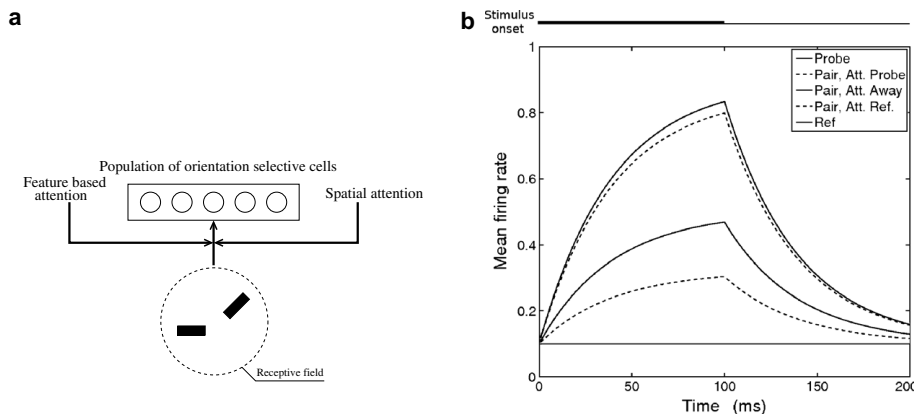 a
Population of orientation selective cells
Feature based
attention
Spatial attention
Receptive field
b
Stimulus
onset
Probe
Pair, Att. Probe
Pair, Att. Away
Pair, Att. Ref.
Ref
Mean firing rate
1
0.8
0.6
0.4
0.2
0
0
50
100
150
200
Time (ms)